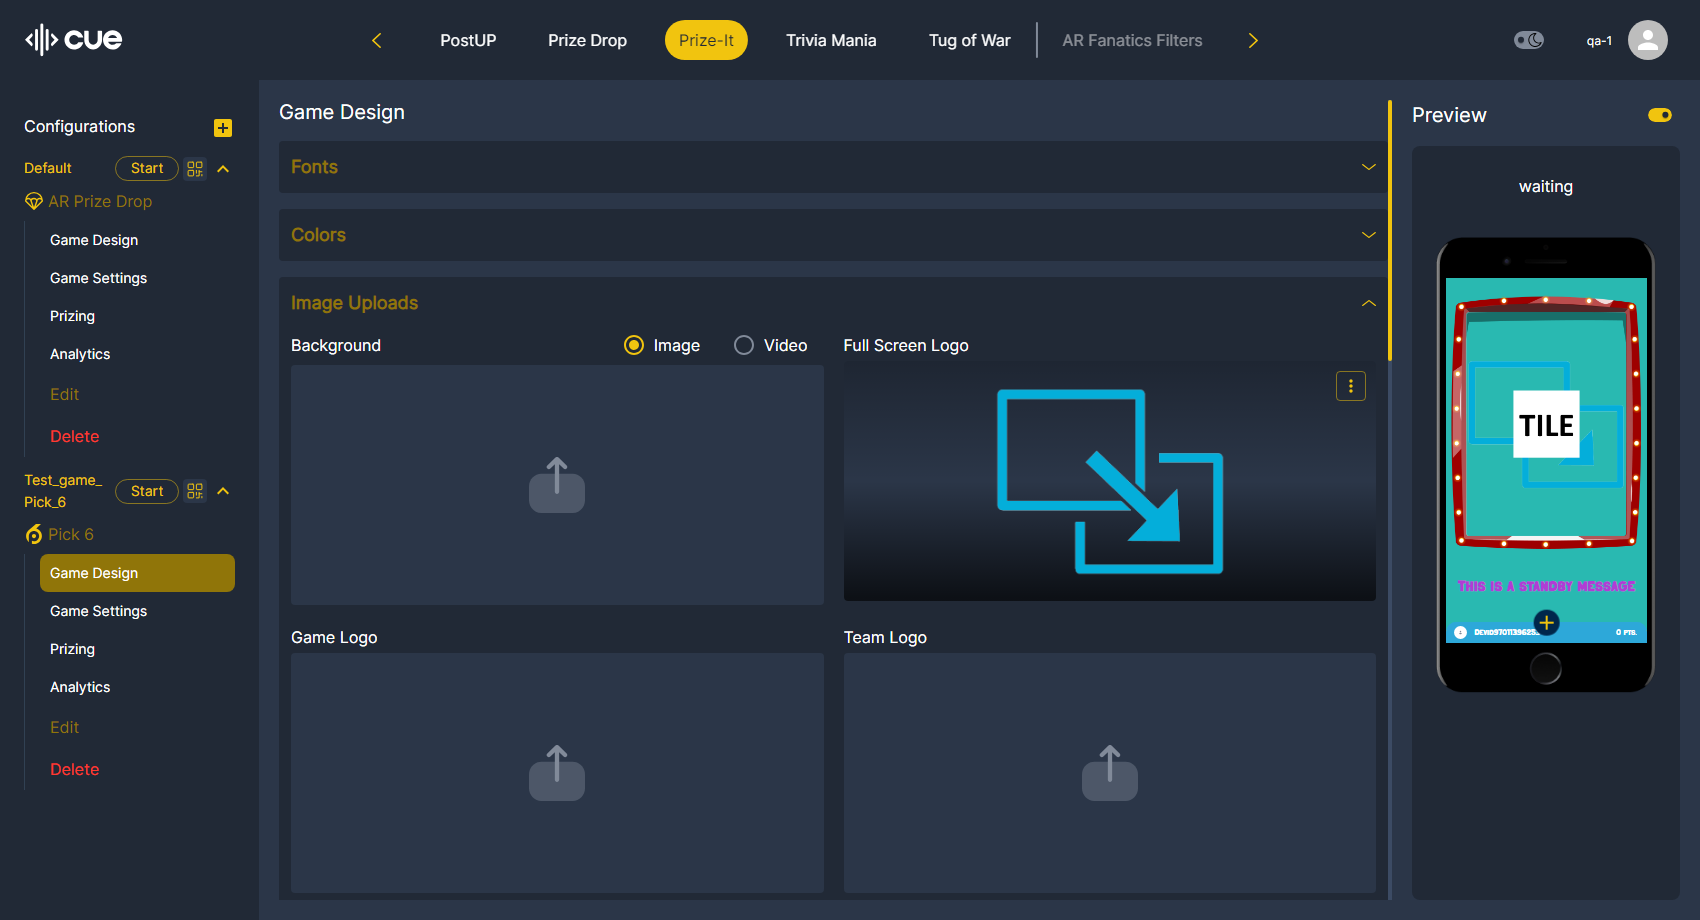 cue
PostUP
Prize Drop
Prize-It
Trivia Mania
Tug of War
AR Fanatics Filters
qa-1
Configurations
Default
Start
AR Prize Drop
Game Design
Game Settings
Prizing
Analytics
Edit
Delete
Test_game_
Pick_6
Start
Pick 6
Game Design
Game Settings
Prizing
Analytics
Edit
Delete
Game Design
Fonts
Colors
Image Uploads
Background
Image
Video
Full Screen Logo
Game Logo
Team Logo
Preview
waiting
TILE
THIS IS A STANDBY MESSAGE
0 PTS.